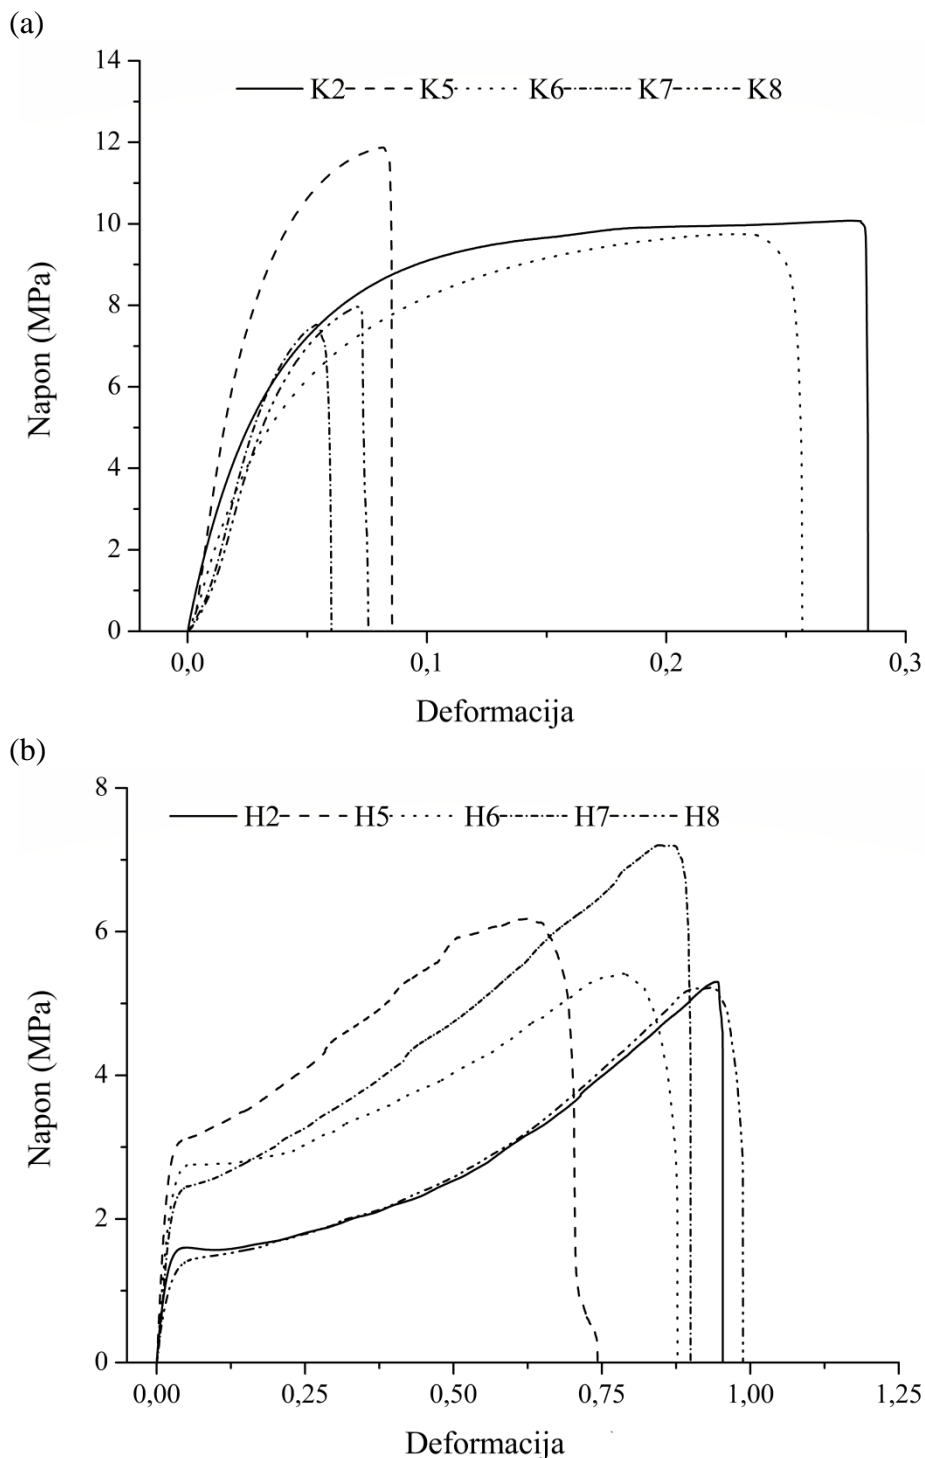 (a)
14
K2 K5 K6 K7 K8
12
10
8
6
4
2
0
Napon (MPa)
0,0 0,1 0,2 0,3
Deformacija
(b)
8
H2 H5 H6 H7 H8
6
4
2
0
Napon (MPa)
0,00 0,25 0,50 0,75 1,00 1,25
Deformacija